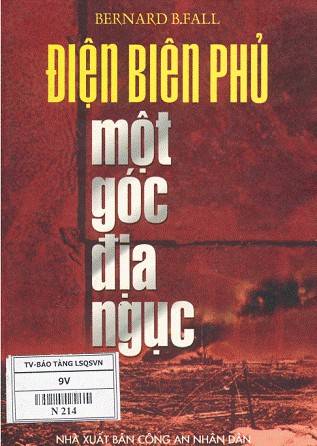 BERNARD B.FALL
ĐIỆN BIÊN PHỦ
một
góc
địa
ngục
TV-BẢO TÀNG LSQSVN
9V
N 214
NHÀ XUẤT BẢN CÔNG AN NHÂN DÂN